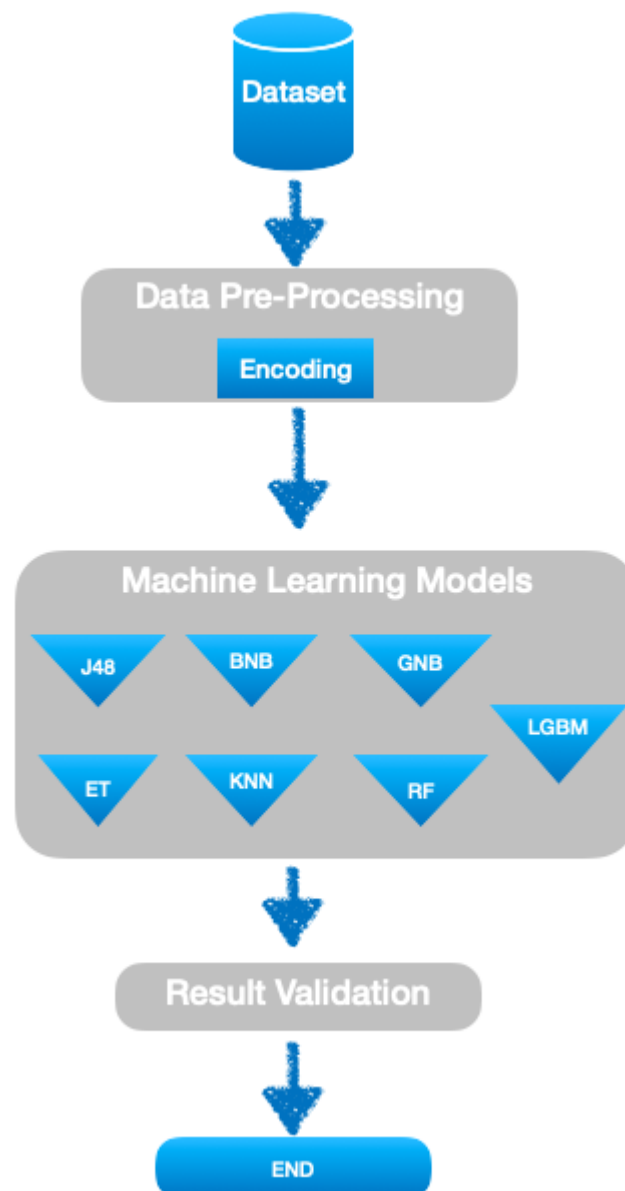 Dataset
Data Pre-Processing
Encoding
Machine Learning Models
J48
BNB
GNB
LGBM
ET
KNN
RF
Result Validation
END